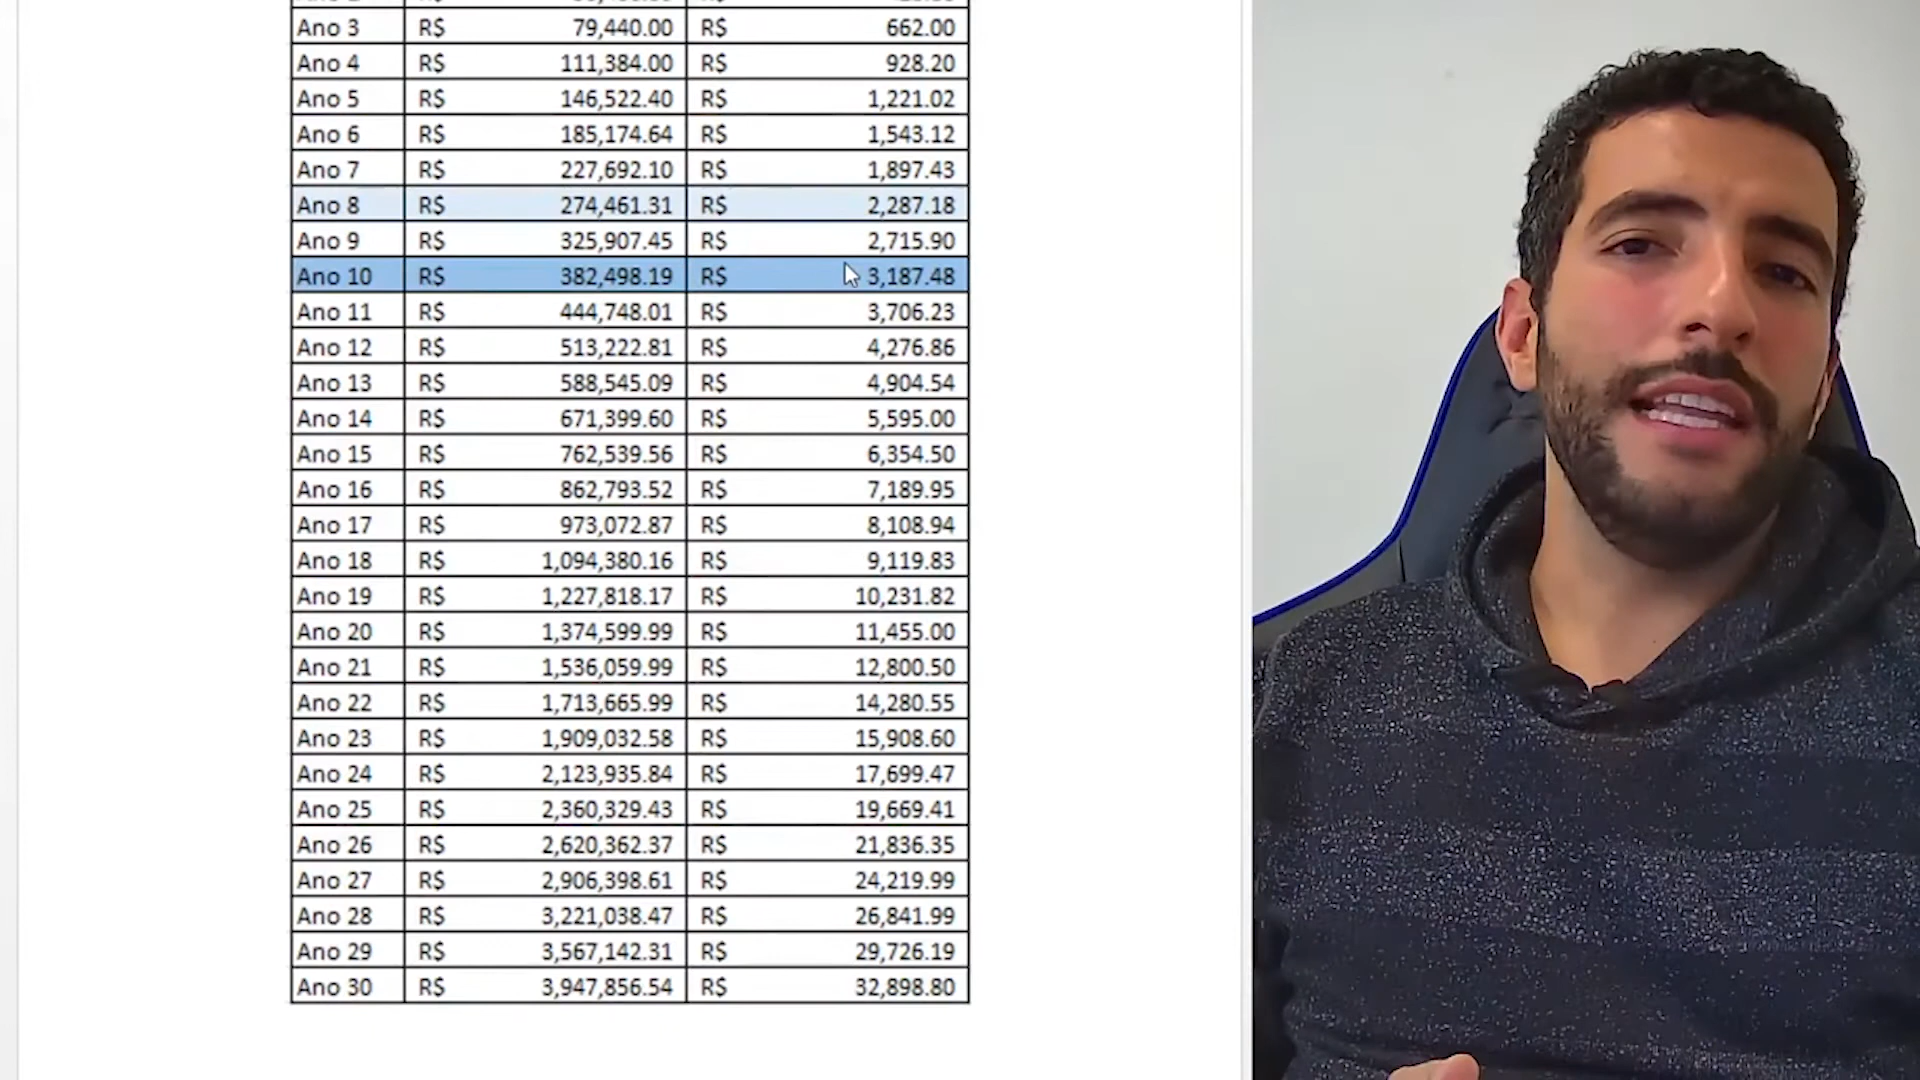 Ano 3 R$ 79,440.00 R$ 662.00
Ano 4 R$ 111,384.00 R$ 928.20
Ano 5 R$ 146,522.40 R$ 1,221.02
Ano 6 R$ 185,174.64 R$ 1,543.12
Ano 7 R$ 227,692.10 R$ 1,897.43
Ano 8 R$ 274,461.31 R$ 2,287.18
Ano 9 R$ 325,907.45 R$ 2,715.90
Ano 10 R$ 382,498.19 R$ 3,187.48
Ano 11 R$ 444,748.01 R$ 3,706.23
Ano 12 R$ 513,222.81 R$ 4,276.86
Ano 13 R$ 588,545.09 R$ 4,904.54
Ano 14 R$ 671,399.60 R$ 5,595.00
Ano 15 R$ 762,539.56 R$ 6,354.50
Ano 16 R$ 862,793.52 R$ 7,189.95
Ano 17 R$ 973,072.87 R$ 8,108.94
Ano 18 R$ 1,094,380.16 R$ 9,119.83
Ano 19 R$ 1,227,818.17 R$ 10,231.82
Ano 20 R$ 1,374,599.99 R$ 11,455.00
Ano 21 R$ 1,536,059.99 R$ 12,800.50
Ano 22 R$ 1,713,665.99 R$ 14,280.55
Ano 23 R$ 1,909,032.58 R$ 15,908.60
Ano 24 R$ 2,123,935.84 R$ 17,699.47
Ano 25 R$ 2,360,329.43 R$ 19,669.41
Ano 26 R$ 2,620,362.37 R$ 21,836.35
Ano 27 R$ 2,906,398.61 R$ 24,219.99
Ano 28 R$ 3,221,038.47 R$ 26,841.99
Ano 29 R$ 3,567,142.31 R$ 29,726.19
Ano 30 R$ 3,947,856.54 R$ 32,898.80